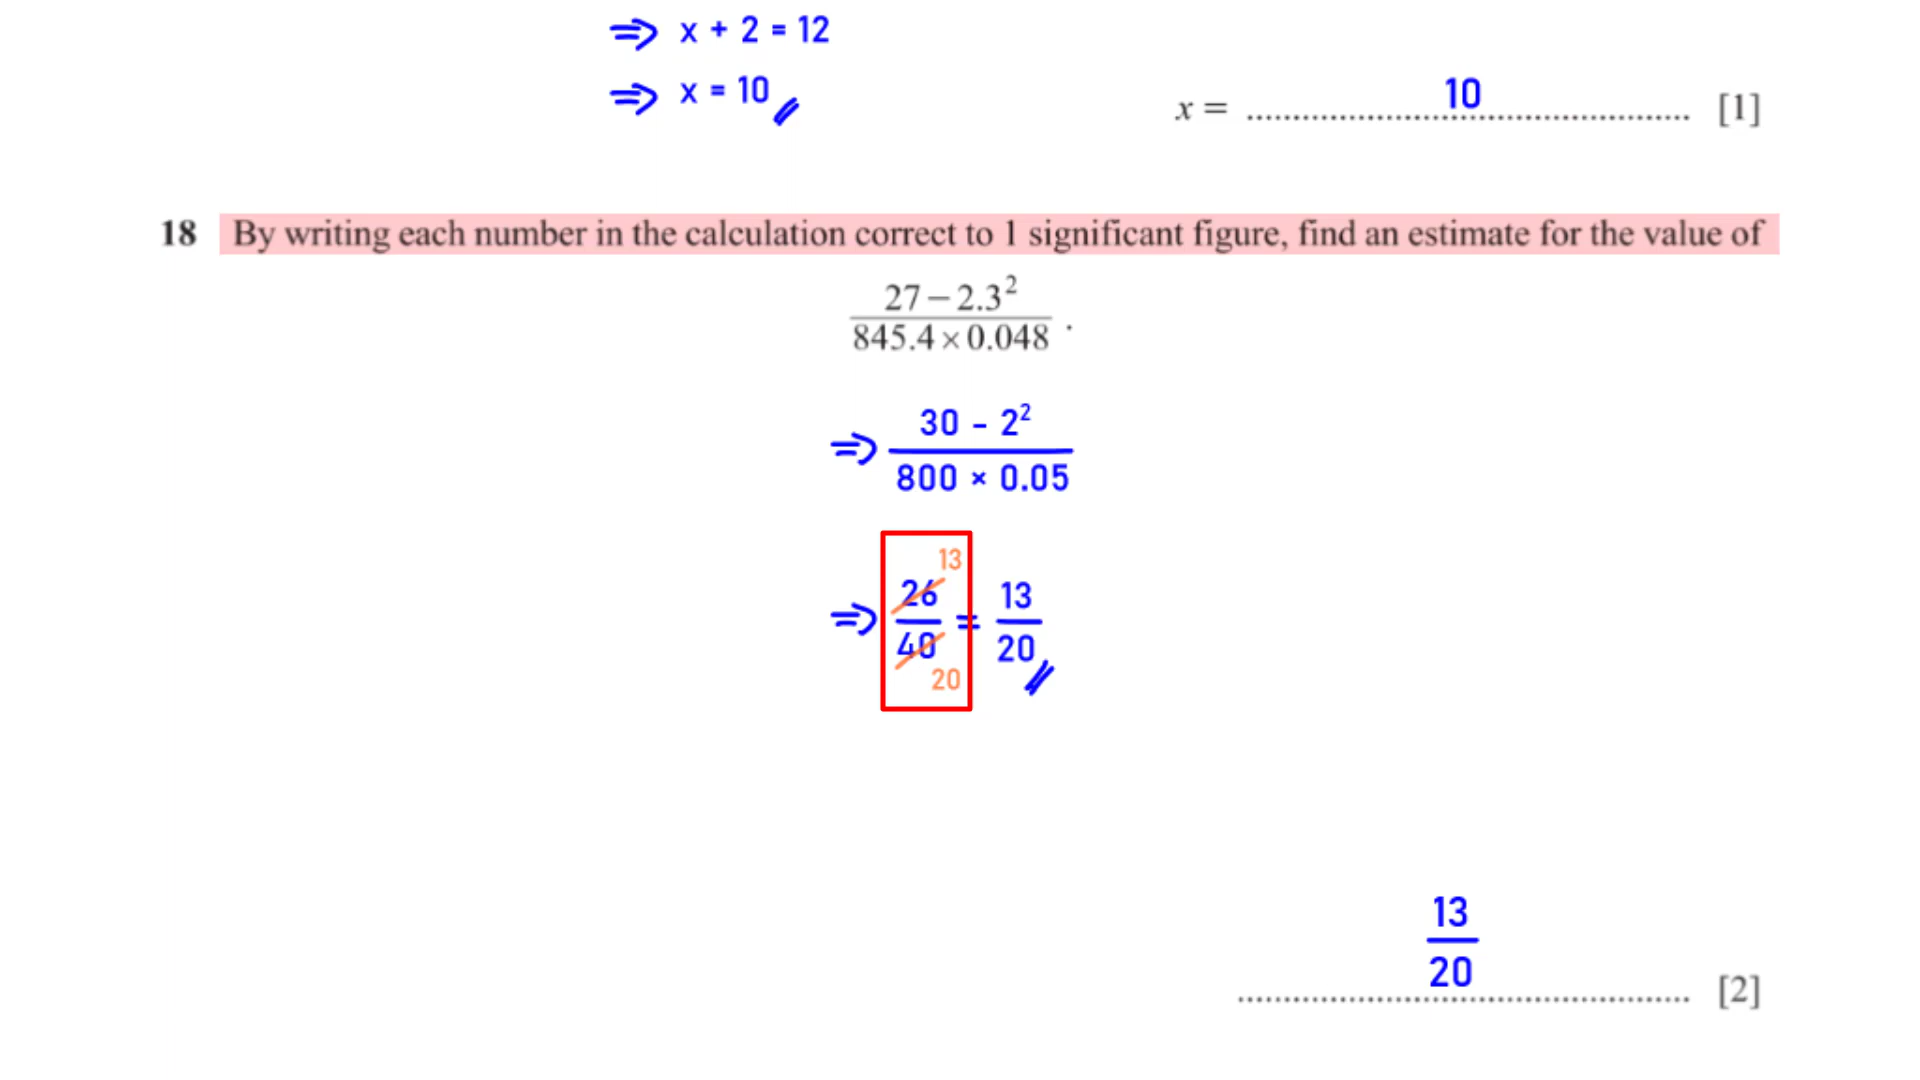 ⇒ x + 2 = 12
⇒ x = 10
x = .................................................. 10 [1]
18 By writing each number in the calculation correct to 1 significant figure, find an estimate for the value of
27 − 2.3²
845.4 × 0.048 .
⇒ 30 - 2²
800 × 0.05
13
⇒ 26 = 13
40 20
20
13
20
.................................................. [2]